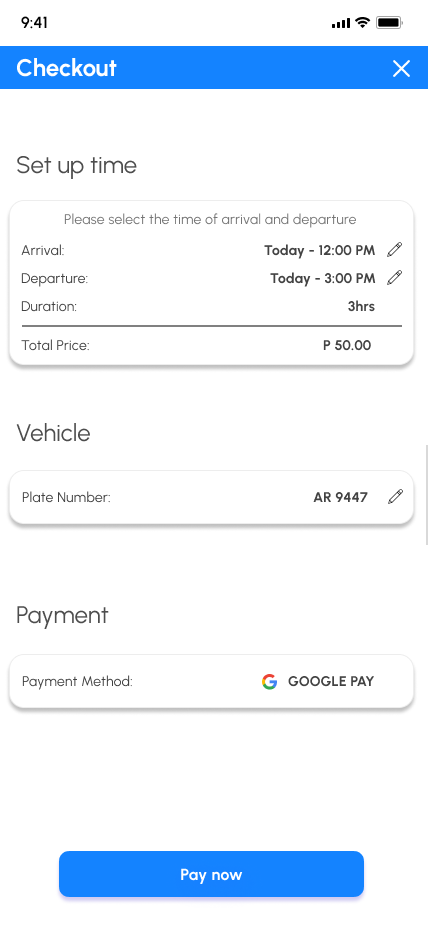 9:41
Checkout
Set up time
Please select the time of arrival and departure
Arrival: Today - 12:00 PM
Departure: Today - 3:00 PM
Duration: 3hrs
Total Price: P 50.00
Vehicle
Plate Number: AR 9447
Payment
Payment Method: GOOGLE PAY
Pay now